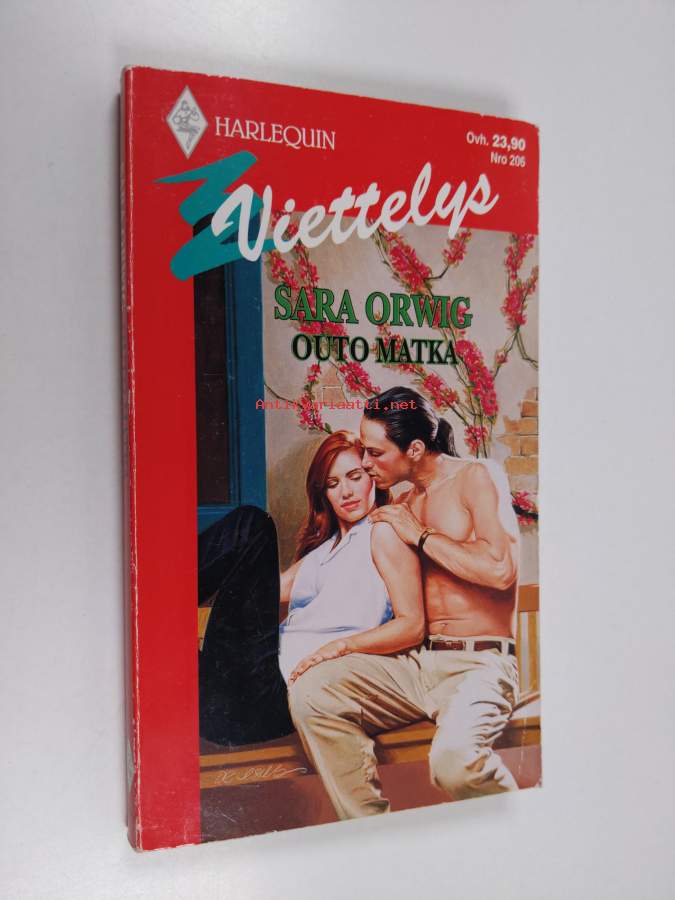 HARLEQUIN
Ovh. 23,90
Nro 206
Viettelys
SARA ORWIG
OUTO MATKA
Antikvariaatti.net